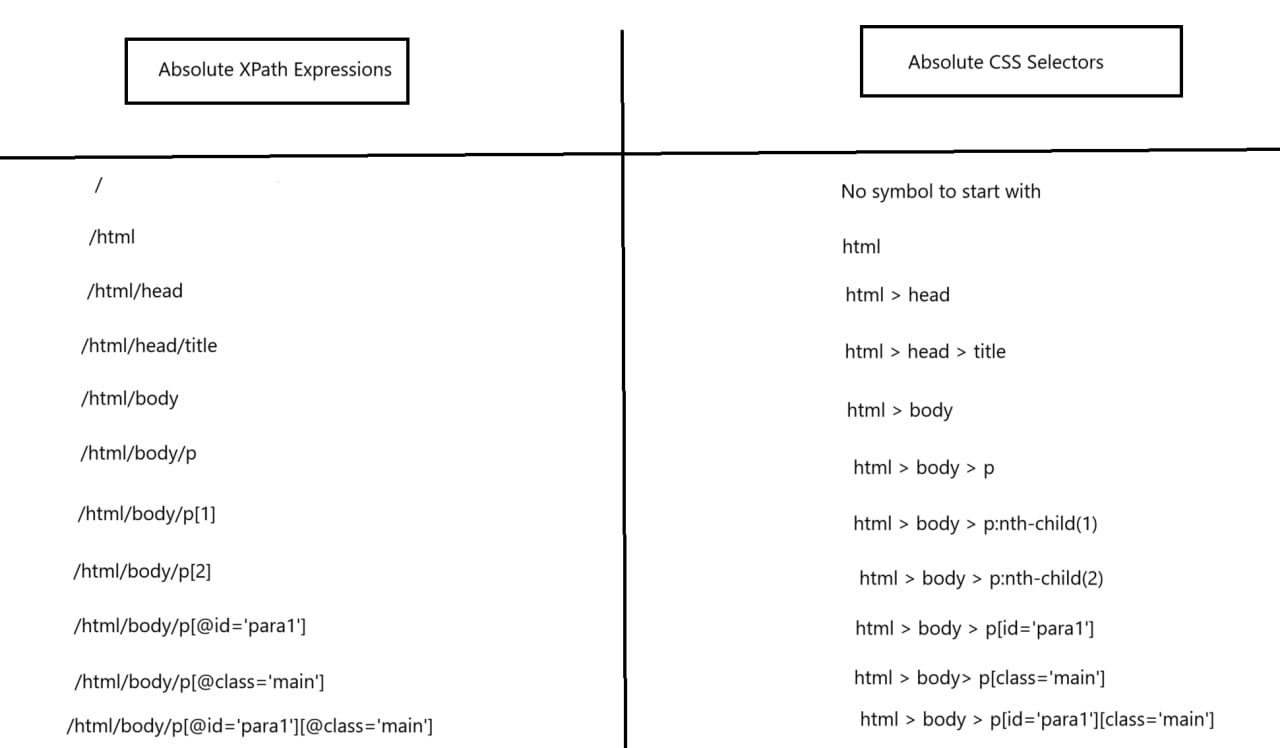 Absolute XPath Expressions
/
/html
/html/head
/html/head/title
/html/body
/html/body/p
/html/body/p[1]
/html/body/p[2]
/html/body/p[@id='para1']
/html/body/p[@class='main']
/html/body/p[@id='para1'][@class='main']
Absolute CSS Selectors
No symbol to start with
html
html > head
html > head > title
html > body
html > body > p
html > body > p:nth-child(1)
html > body > p:nth-child(2)
html > body > p[id='para1']
html > body> p[class='main']
html > body > p[id='para1'][class='main']